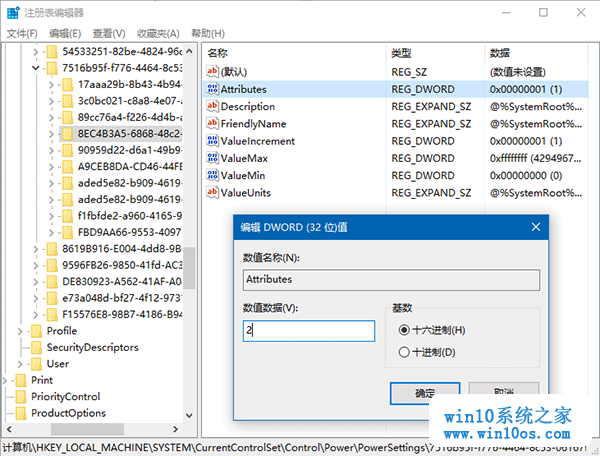 注册表编辑器
文件(F) 编辑(E) 查看(V) 收藏夹(A) 帮助(H)
54533251-82be-4824-96c
7516b95f-f776-4464-8c53
17aaa29b-8b43-4b94-
3c0bc021-c8a8-4e07-a
89cc76a4-f226-4d4b-a
8EC4B3A5-6868-48c2-
90959d22-d6a1-49b9-
A9CEB8DA-CD46-44FB
aded5e82-b909-4619-
aded5e82-b909-4619-
f1fbfde2-a960-4165-9
FBD9AA66-9553-4097
8619B916-E004-4dd8-9B
9596FB26-9850-41fd-AC3
DE830923-A562-41AF-A0
e73a048d-bf27-4f12-9731
F15576E8-98B7-4186-B94
Profile
SecurityDescriptors
User
Print
PriorityControl
ProductOptions
名称 类型 数据
(默认) REG_SZ (数值未设置)
Attributes REG_DWORD 0x00000001 (1)
Description REG_EXPAND_SZ @%SystemRoot%...
FriendlyName REG_EXPAND_SZ @%SystemRoot%...
ValueIncrement REG_DWORD 0x00000001 (1)
ValueMax REG_DWORD 0xffffffff (4294967...
ValueMin REG_DWORD 0x00000000 (0)
ValueUnits REG_EXPAND_SZ @%SystemRoot%...
编辑 DWORD (32 位)值
数值名称(N):
Attributes
数值数据(V):
2
基数
十六进制(H)
十进制(D)
确定 取消
win10系统之家
www.win10os.com
计算机\HKEY_LOCAL_MACHINE\SYSTEM\CurrentControlSet\Control\Power\PowerSettings\7516b95f-f776-4464-8c53-06167f